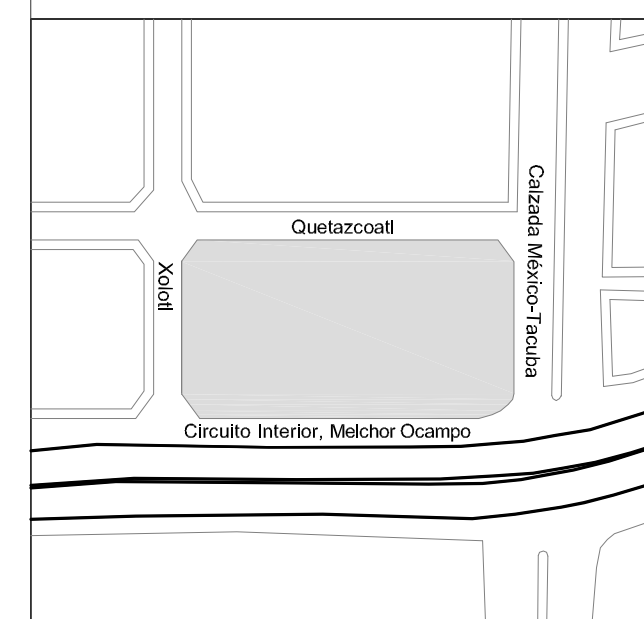 Quetazcoatl
Calzada México-Tacuba
Xolotl
Circuito Interior, Melchor Ocampo